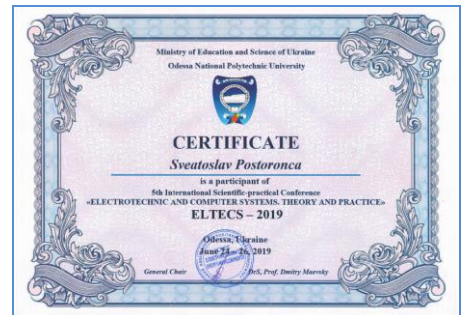 Ministry of Education and Science of Ukraine
Odessa National Polytechnic University
CERTIFICATE
Sveatoslav Postoronca
is a participant of
5th International Scientific-practical Conference
«ELECTROTECHNIC AND COMPUTER SYSTEMS. THEORY AND PRACTICE»
ELTECS – 2019
Odessa, Ukraine
June 24 – 26, 2019
General Chair DrS, Prof. Dmitry Maevsky